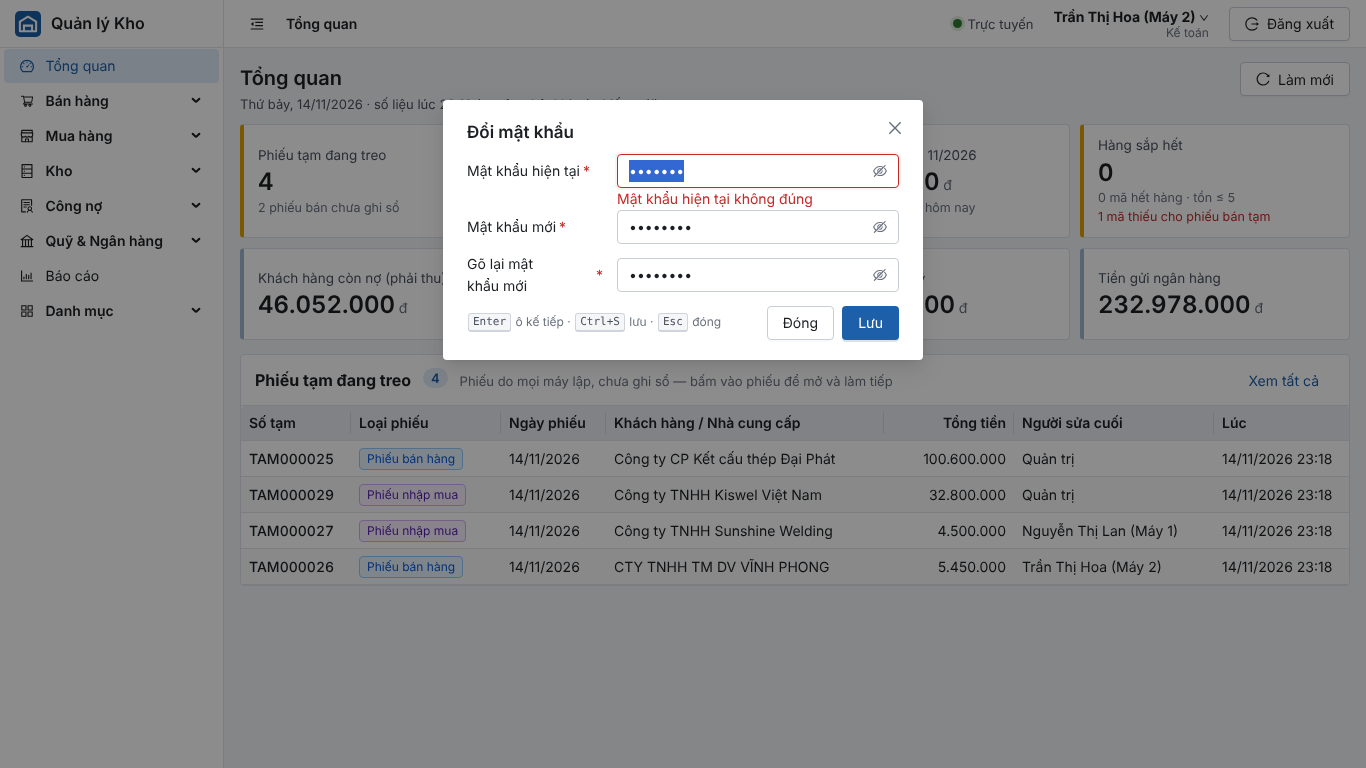 Quản lý Kho
Tổng quan
Trực tuyến
Trần Thị Hoa (Máy 2)
Kế toán
Đăng xuất
Tổng quan
Bán hàng
Mua hàng
Kho
Công nợ
Quỹ & Ngân hàng
Báo cáo
Danh mục
Tổng quan
Thứ bảy, 14/11/2026 · số liệu lúc
Làm mới
Phiếu tạm đang treo
4
2 phiếu bán chưa ghi sổ
11/2026
0 đ
hôm nay
Hàng sắp hết
0
0 mã hết hàng · tồn ≤ 5
1 mã thiếu cho phiếu bán tạm
Khách hàng còn nợ (phải thu)
46.052.000 đ
00 đ
Tiền gửi ngân hàng
232.978.000 đ
Đổi mật khẩu
Mật khẩu hiện tại *
•••••••
Mật khẩu hiện tại không đúng
Mật khẩu mới *
••••••••
Gõ lại mật khẩu mới *
••••••••
Enter ô kế tiếp · Ctrl+S lưu · Esc đóng
Đóng
Lưu
Phiếu tạm đang treo 4 Phiếu do mọi máy lập, chưa ghi sổ — bấm vào phiếu để mở và làm tiếp
Xem tất cả
Số tạm Loại phiếu Ngày phiếu Khách hàng / Nhà cung cấp Tổng tiền Người sửa cuối Lúc
TAM000025 Phiếu bán hàng 14/11/2026 Công ty CP Kết cấu thép Đại Phát 100.600.000 Quản trị 14/11/2026 23:18
TAM000029 Phiếu nhập mua 14/11/2026 Công ty TNHH Kiswel Việt Nam 32.800.000 Quản trị 14/11/2026 23:18
TAM000027 Phiếu nhập mua 14/11/2026 Công ty TNHH Sunshine Welding 4.500.000 Nguyễn Thị Lan (Máy 1) 14/11/2026 23:18
TAM000026 Phiếu bán hàng 14/11/2026 CTY TNHH TM DV VĨNH PHONG 5.450.000 Trần Thị Hoa (Máy 2) 14/11/2026 23:18